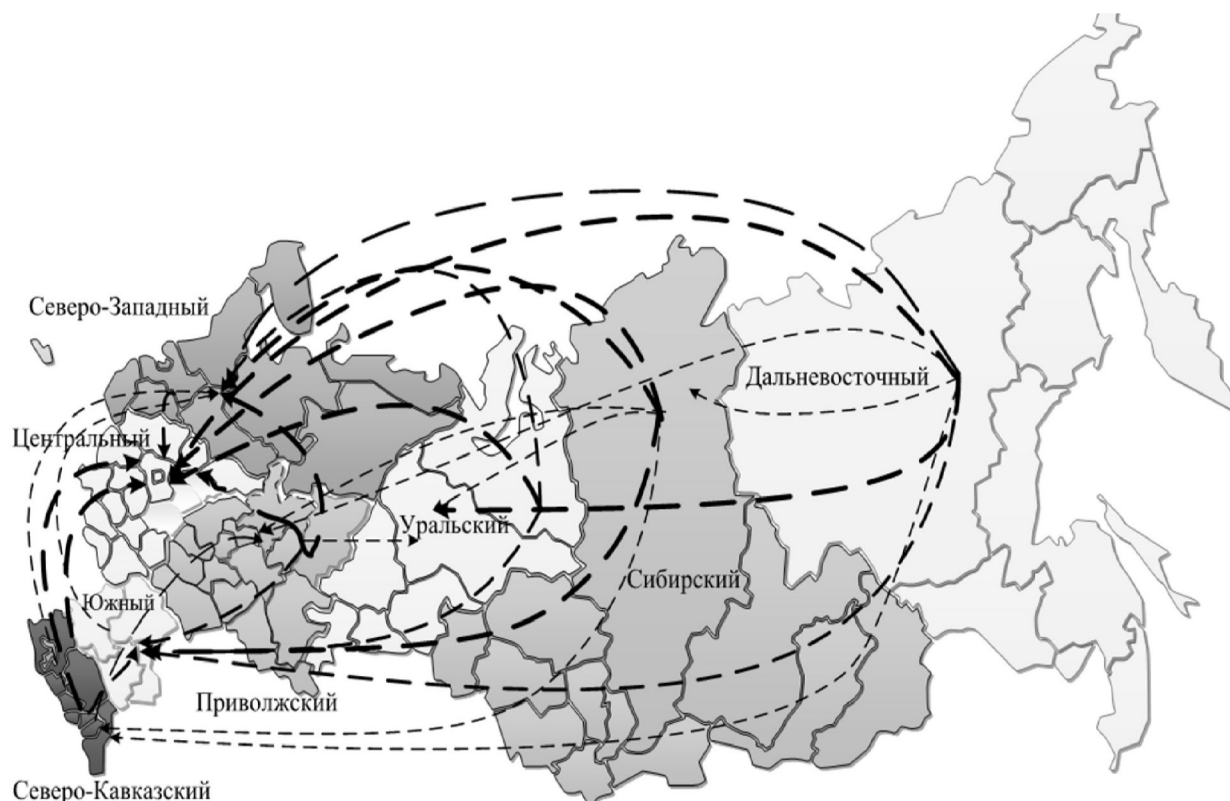 Северо-Западный
Дальневосточный
Центральный
Уральский
Сибирский
Южный
Приволжский
Северо-Кавказский